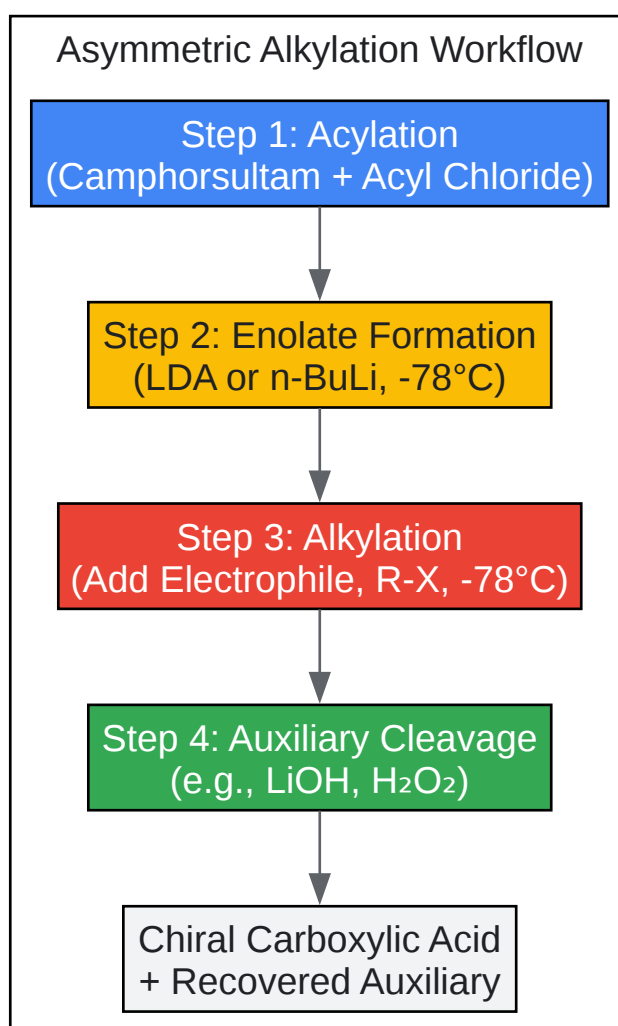 Asymmetric Alkylation Workflow
Step 1: Acylation
(Camphorsultam + Acyl Chloride)
Step 2: Enolate Formation
(LDA or n-BuLi, -78°C)
Step 3: Alkylation
(Add Electrophile, R-X, -78°C)
Step 4: Auxiliary Cleavage
(e.g., LiOH, H₂O₂)
Chiral Carboxylic Acid
+ Recovered Auxiliary